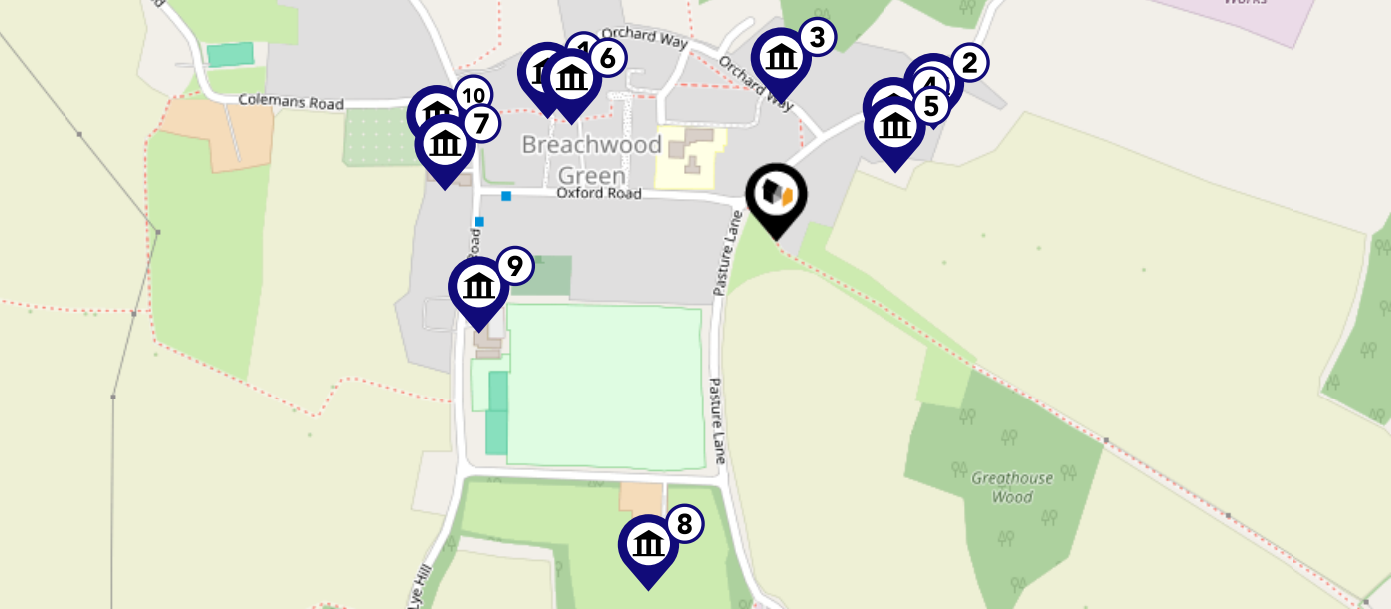 Orchard Way
Orchard Way
Colemans Road
Breachwood
Green
Oxford Road
Pasture Lane
Pasture Lane
Greathouse
Wood
Lye Hill
1
6
3
2
4
5
10
7
9
8